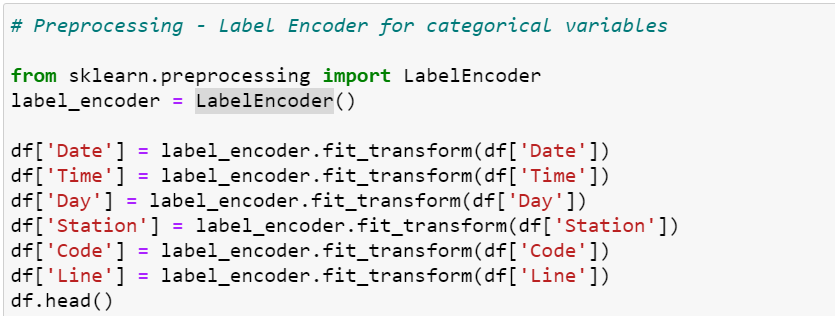 # Preprocessing - Label Encoder for categorical variables
from sklearn.preprocessing import LabelEncoder
label_encoder = LabelEncoder()
df['Date'] = label_encoder.fit_transform(df['Date'])
df['Time'] = label_encoder.fit_transform(df['Time'])
df['Day'] = label_encoder.fit_transform(df['Day'])
df['Station'] = label_encoder.fit_transform(df['Station'])
df['Code'] = label_encoder.fit_transform(df['Code'])
df['Line'] = label_encoder.fit_transform(df['Line'])
df.head()